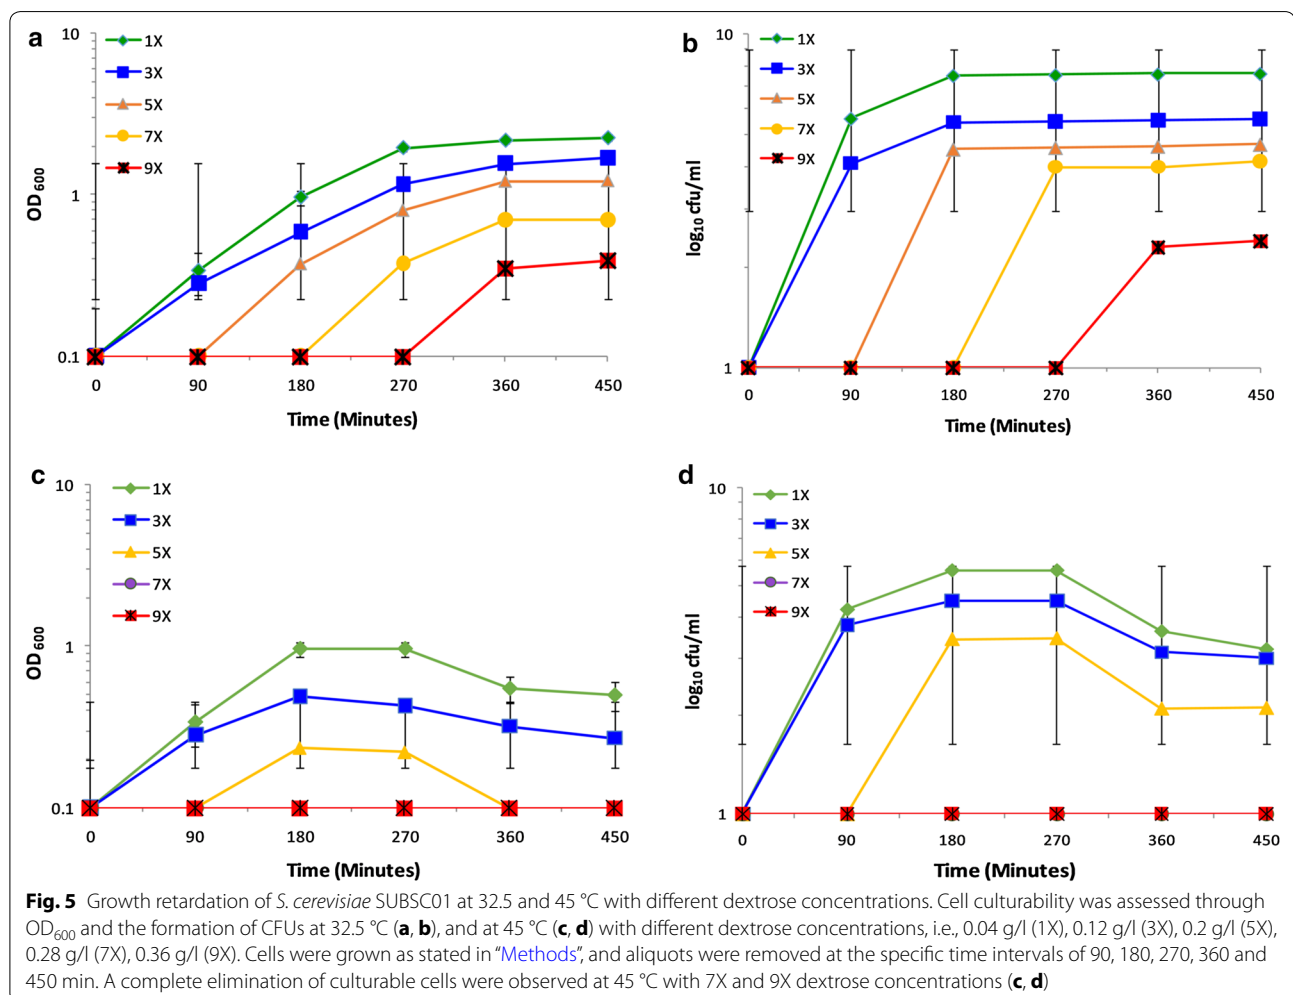 a
10
1X
3X
5X
7X
9X
OD600
1
0.1
0 90 180 270 360 450
Time (Minutes)
b
10
1X
3X
5X
7X
9X
log10 cfu/ml
1
0 90 180 270 360 450
Time (Minutes)
c
10
1X
3X
5X
7X
9X
OD600
1
0.1
0 90 180 270 360 450
Time (Minutes)
d
10
1X
3X
5X
7X
9X
log10 cfu/ml
1
0 90 180 270 360 450
Time (Minutes)
Fig. 5 Growth retardation of S. cerevisiae SUBSC01 at 32.5 and 45 °C with different dextrose concentrations. Cell culturability was assessed through
OD600 and the formation of CFUs at 32.5 °C (a, b), and at 45 °C (c, d) with different dextrose concentrations, i.e., 0.04 g/l (1X), 0.12 g/l (3X), 0.2 g/l (5X),
0.28 g/l (7X), 0.36 g/l (9X). Cells were grown as stated in “Methods”, and aliquots were removed at the specific time intervals of 90, 180, 270, 360 and
450 min. A complete elimination of culturable cells were observed at 45 °C with 7X and 9X dextrose concentrations (c, d)